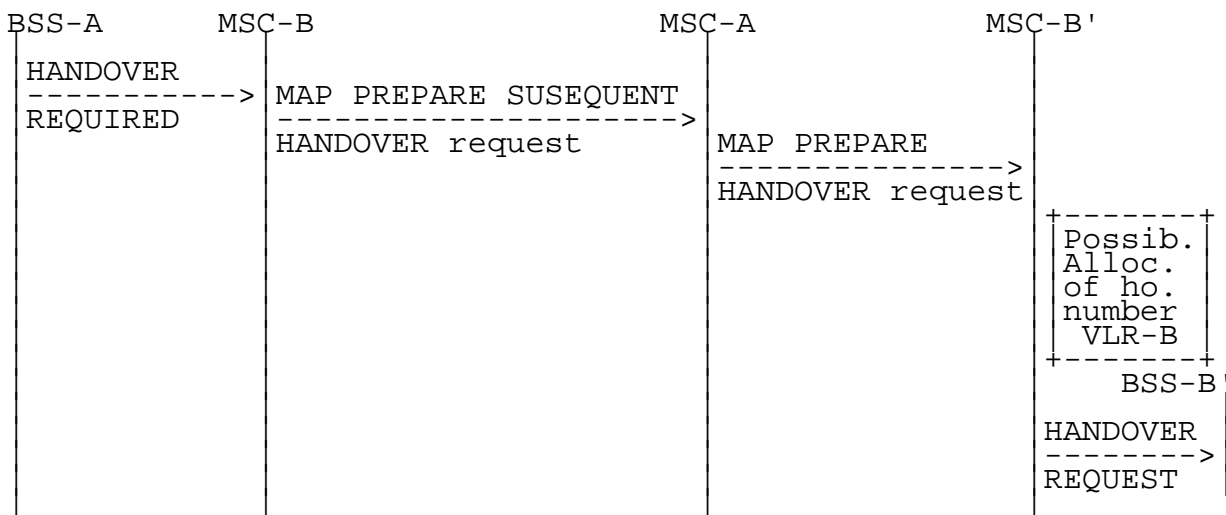 BSS-A MSC-B MSC-A MSC-B'
HANDOVER
REQUIRED
MAP PREPARE SUSEQUENT
HANDOVER request
MAP PREPARE
HANDOVER request
Possib.
Alloc.
of ho.
number
VLR-B
BSS-B'
HANDOVER
REQUEST